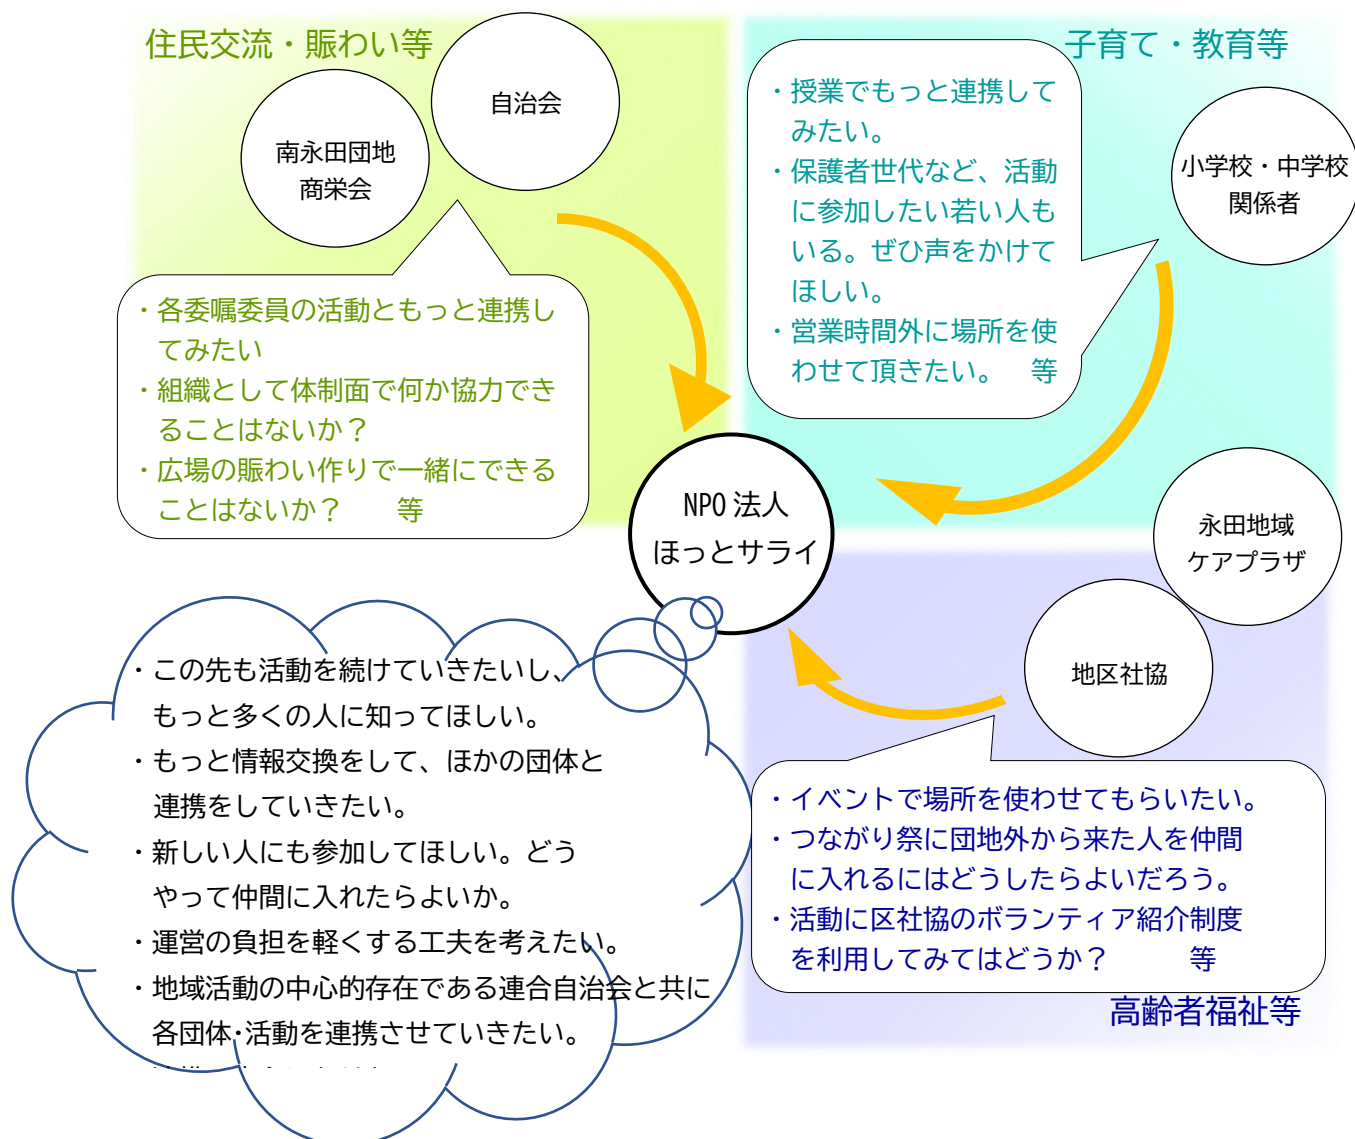 住民交流・賑わい等
自治会
南永田団地
商栄会
・各委嘱委員の活動ともっと連携し
てみたい
・組織として体制面で何か協力でき
ることはないか？
・広場の賑わい作りで一緒にできる
ことはないか？　　等
子育て・教育等
・授業でもっと連携して
みたい。
・保護者世代など、活動
に参加したい若い人も
いる。ぜひ声をかけて
ほしい。
・営業時間外に場所を使
わせて頂きたい。　等
小学校・中学校
関係者
NPO 法人
ほっとサライ
永田地域
ケアプラザ
地区社協
・この先も活動を続けていきたいし、
もっと多くの人に知ってほしい。
・もっと情報交換をして、ほかの団体と
連携をしていきたい。
・新しい人にも参加してほしい。どう
やって仲間に入れたらよいか。
・運営の負担を軽くする工夫を考えたい。
・地域活動の中心的存在である連合自治会と共に
各団体･活動を連携させていきたい。
・イベントで場所を使わせてもらいたい。
・つながり祭に団地外から来た人を仲間
に入れるにはどうしたらよいだろう。
・活動に区社協のボランティア紹介制度
を利用してみてはどうか？　　　等
高齢者福祉等